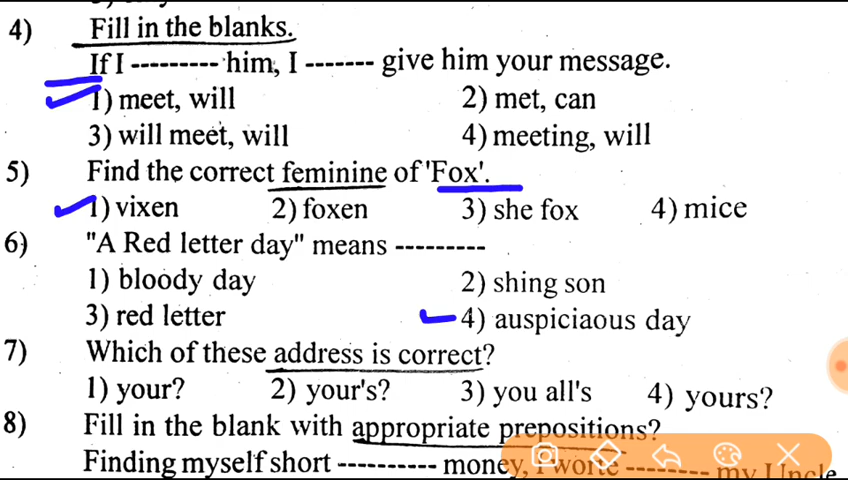 4) Fill in the blanks.
If I --------- him, I ------- give him your message.
1) meet, will 2) met, can
3) will meet, will 4) meeting, will
5) Find the correct feminine of 'Fox'.
1) vixen 2) foxen 3) she fox 4) mice
6) "A Red letter day" means ---------
1) bloody day 2) shing son
3) red letter 4) auspiciaous day
7) Which of these address is correct?
1) your? 2) your's? 3) you all's 4) yours?
8) Fill in the blank with appropriate prepositions?
Finding myself short ---------- money, I worte -------- my Uncle